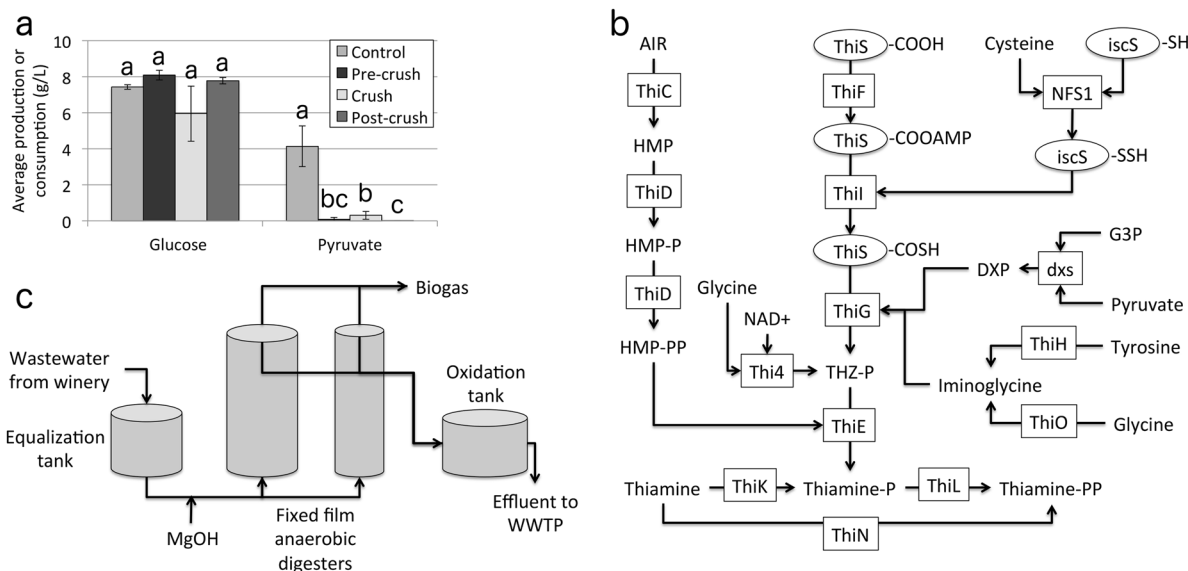 a
Average production or
consumption (g/L)
10
8
6
4
2
0
a
a
a
a
a
bc
b
c
Control
Pre-crush
Crush
Post-crush
Glucose
Pyruvate
b
AIR
ThiC
HMP
ThiD
HMP-P
ThiD
HMP-PP
ThiS -COOH
ThiF
ThiS -COOAMP
ThiI
ThiS -COSH
ThiG
Cysteine
iscS -SH
NFS1
iscS -SSH
G3P
DXP
dxs
Pyruvate
ThiH
Tyrosine
Iminoglycine
ThiO
Glycine
Glycine
NAD+
Thi4
THZ-P
ThiE
Thiamine
ThiK
Thiamine-P
ThiL
Thiamine-PP
ThiN
c
Biogas
Wastewater
from winery
Equalization
tank
Oxidation
tank
MgOH
Fixed film
anaerobic
digesters
Effluent to
WWTP